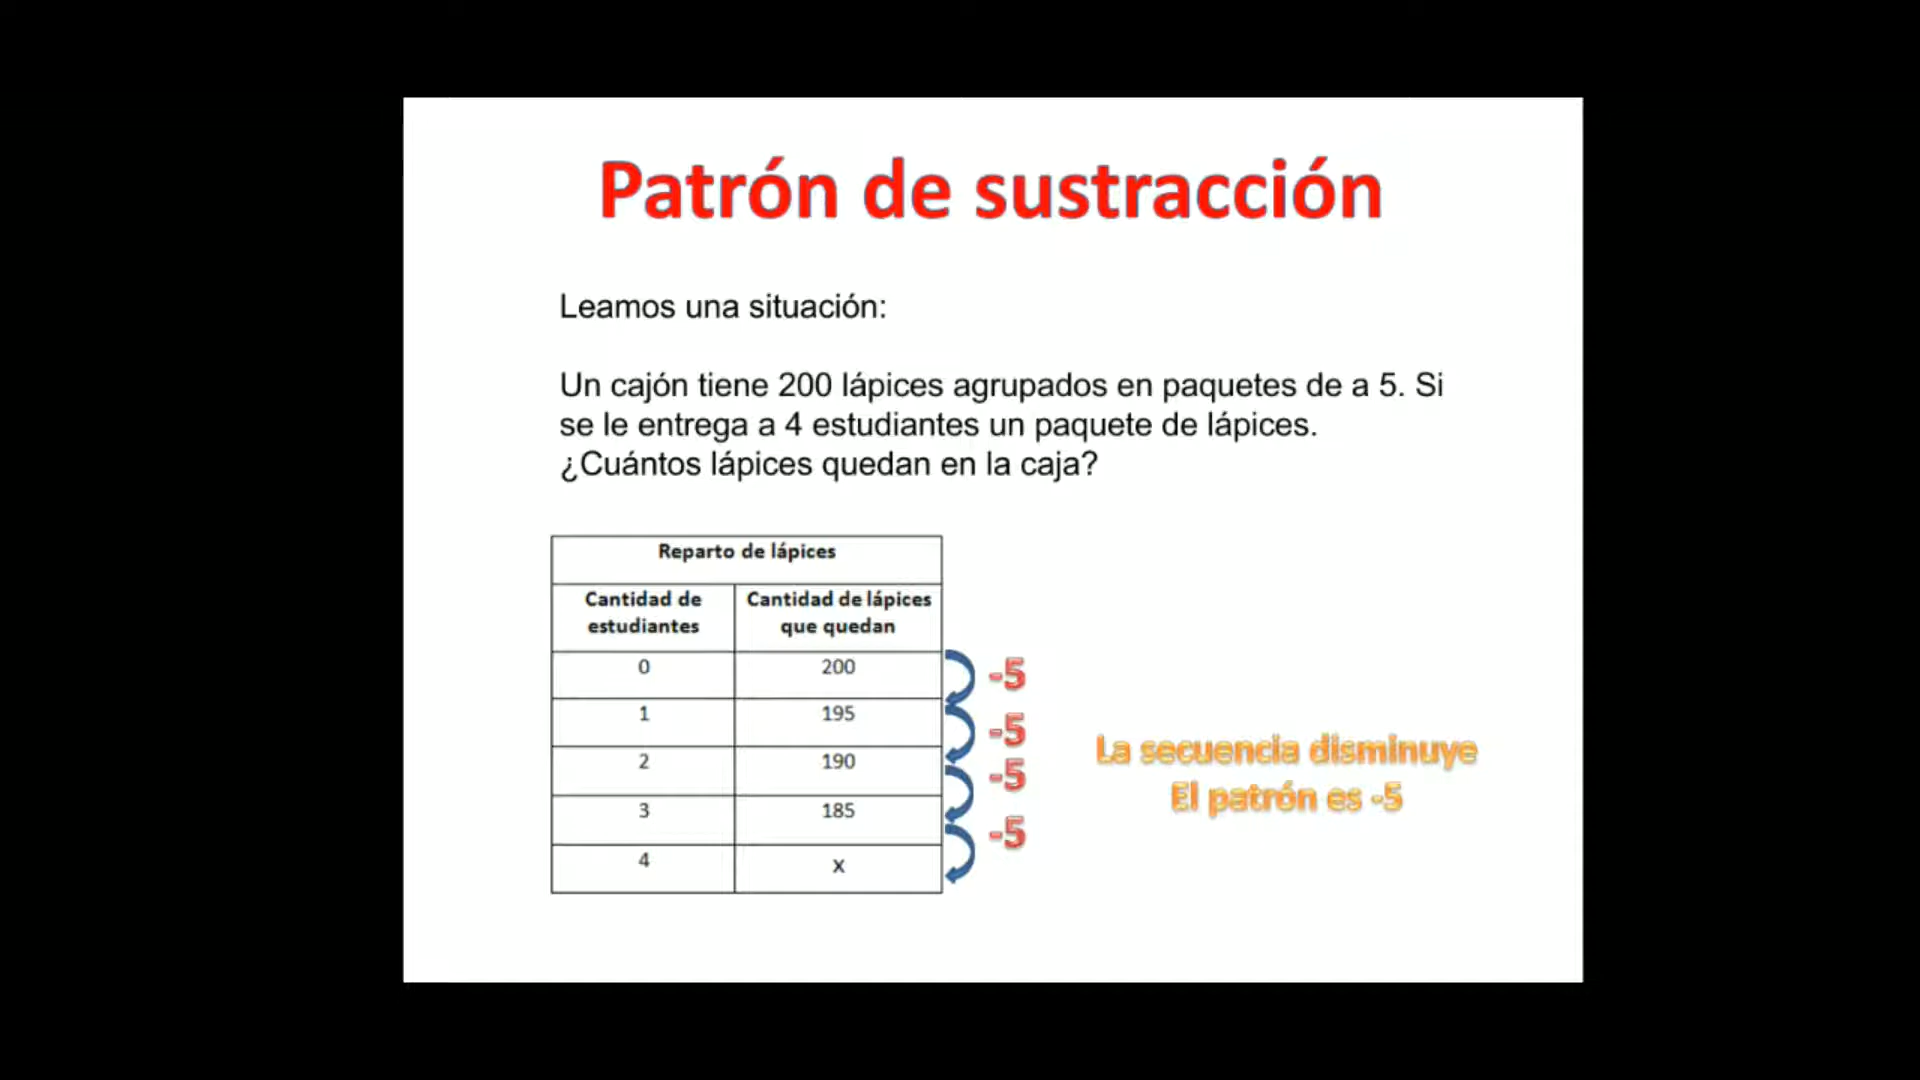 Patrón de sustracción
Leamos una situación:
Un cajón tiene 200 lápices agrupados en paquetes de a 5. Si
se le entrega a 4 estudiantes un paquete de lápices.
¿Cuántos lápices quedan en la caja?
Reparto de lápices
Cantidad de estudiantes
Cantidad de lápices que quedan
0 200
1 195
2 190
3 185
4 x
-5
-5
-5
-5
La secuencia disminuye
El patrón es -5